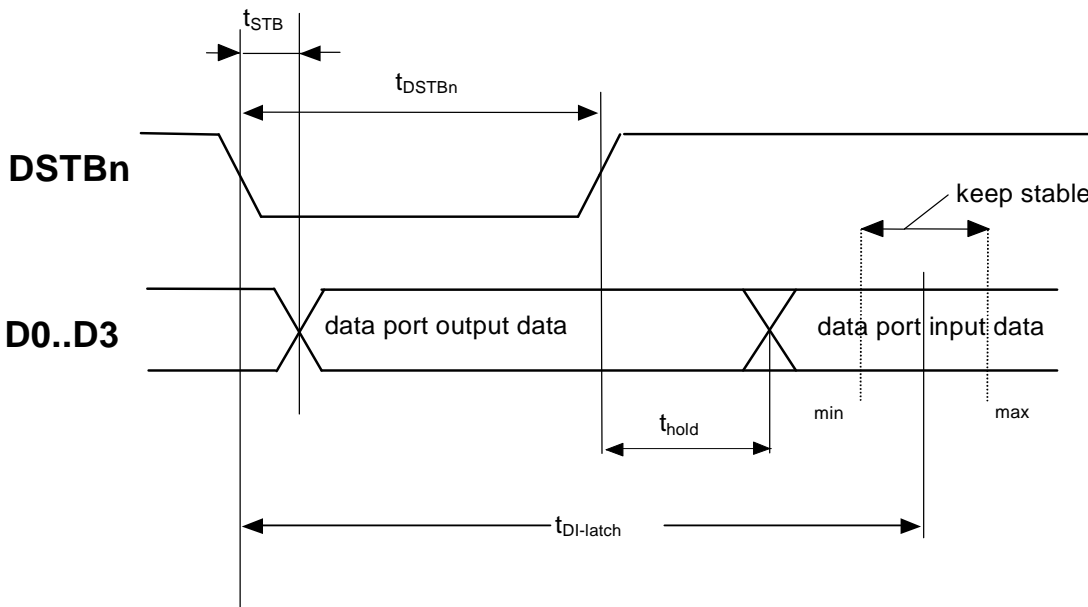 tSTB
tDSTBn
DSTBn
keep stable
D0..D3
data port output data
data port input data
min
max
thold
tDI-latch